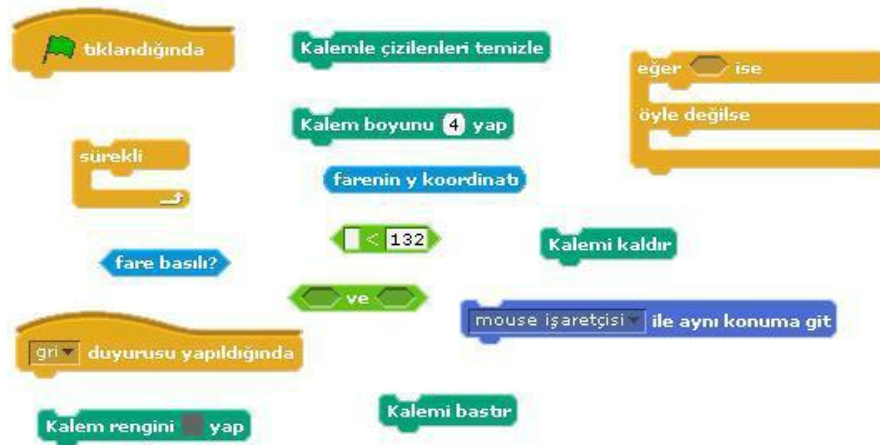 tıklandığında
Kalemle çizilenleri temizle
eğer ise
öyle değilse
Kalem boyunu 4 yap
sürekli
farenin y koordinatı
< 132
Kalemi kaldır
fare basılı?
ve
mouse işaretçisi ile aynı konuma git
gri duyurusu yapıldığında
Kalemi bastır
Kalem rengini yap